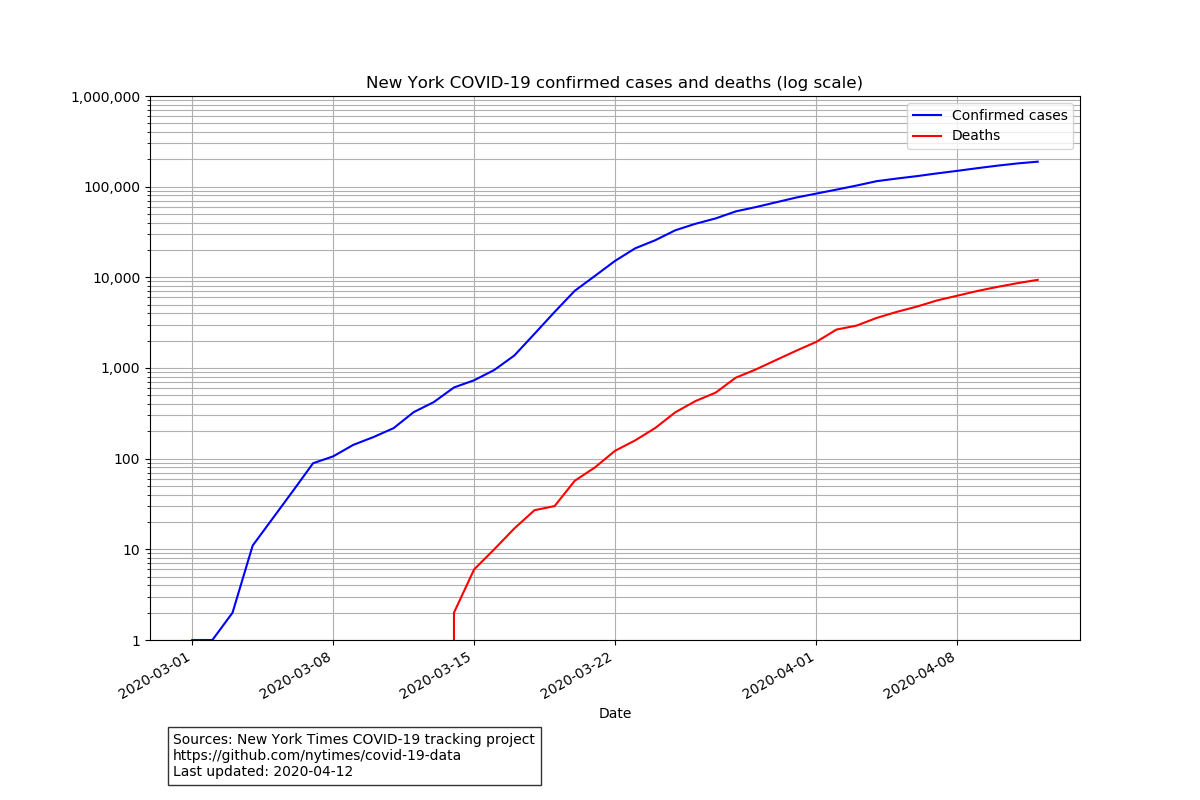 New York COVID-19 confirmed cases and deaths (log scale)
1,000,000
100,000
10,000
1,000
100
10
1
Confirmed cases
Deaths
2020-03-01
2020-03-08
2020-03-15
2020-03-22
2020-04-01
2020-04-08
Date
Sources: New York Times COVID-19 tracking project
https://github.com/nytimes/covid-19-data
Last updated: 2020-04-12